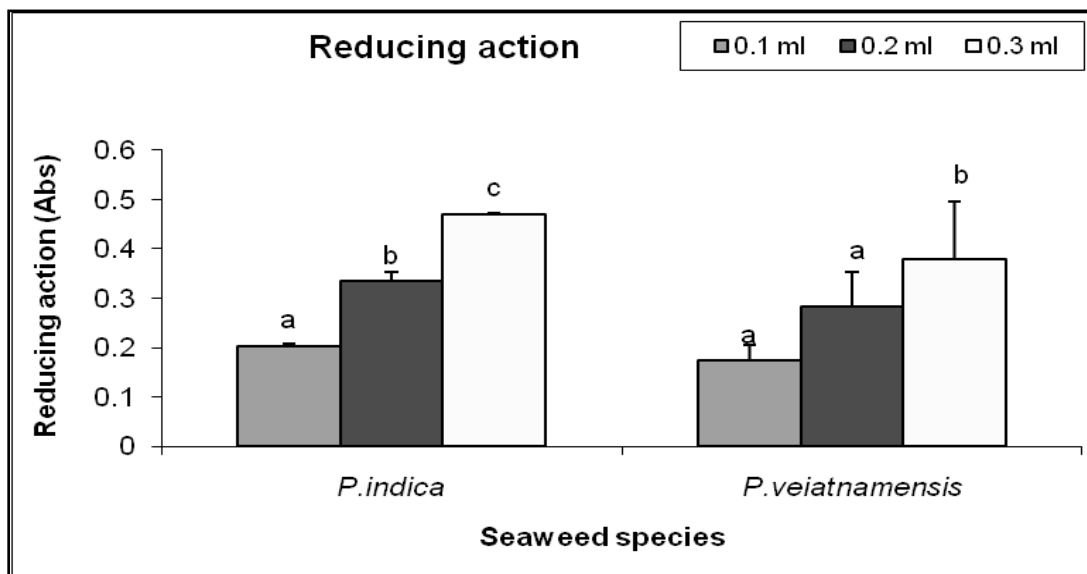 Reducing action
0.1 ml 0.2 ml 0.3 ml
Reducing action (Abs)
0.6
0.5
0.4
0.3
0.2
0.1
0
a
b
c
a
a
b
P.indica
P.veiatnamensis
Seaweed species